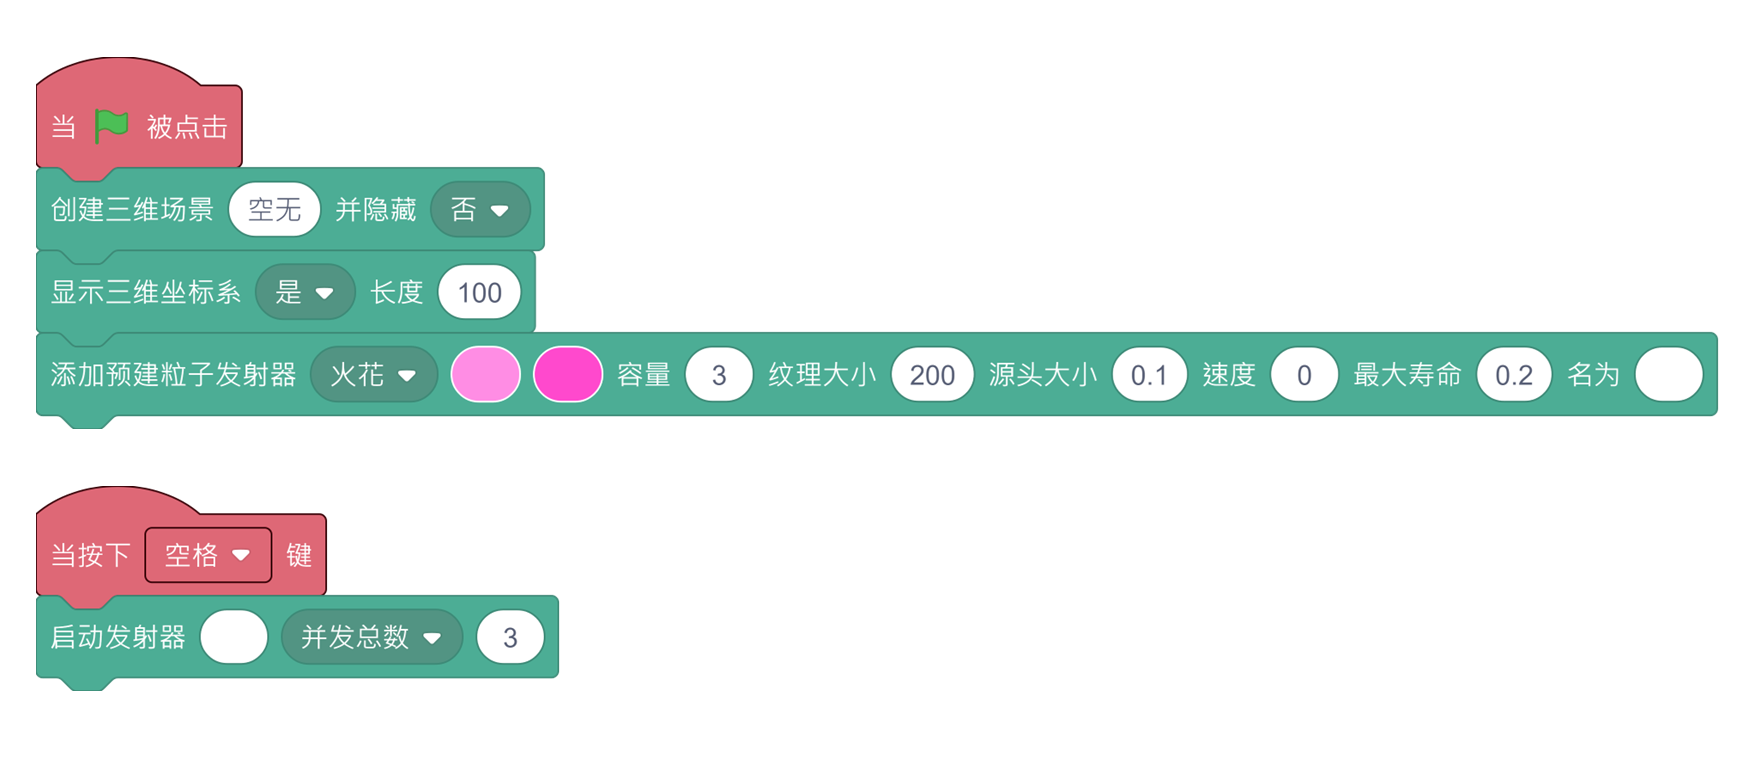 当 被点击
创建三维场景 空无 并隐藏 否
显示三维坐标系 是 长度 100
添加预建粒子发射器 火花 容量 3 纹理大小 200 源头大小 0.1 速度 0 最大寿命 0.2 名为
当按下 空格 键
启动发射器 并发总数 3